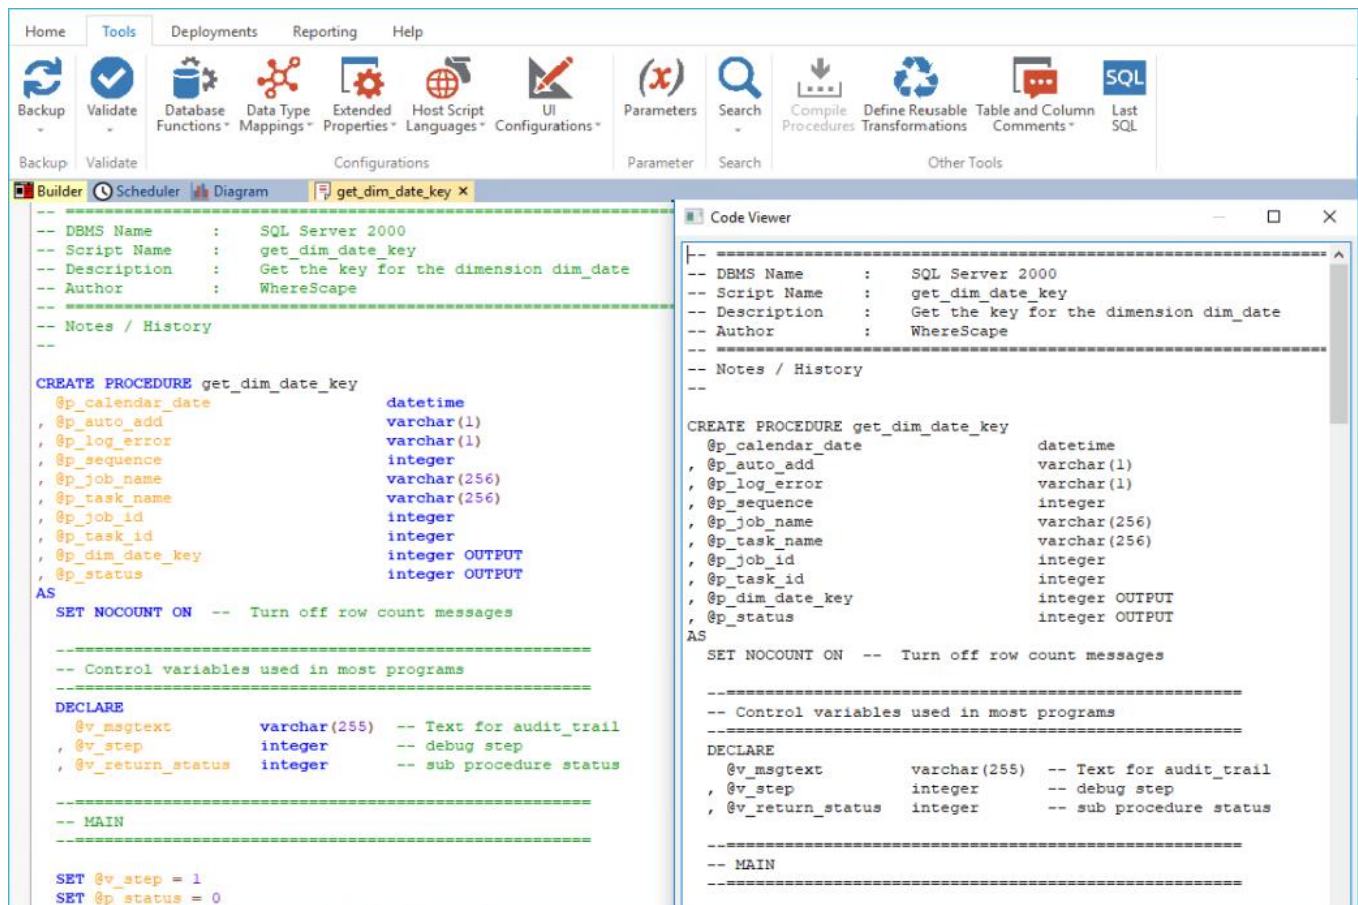 Home Tools Deployments Reporting Help
Backup Validate Database Functions Data Type Mappings Extended Properties Host Script Languages UI Configurations Parameters Search Compile Procedures Define Reusable Transformations Table and Column Comments SQL Last SQL
Backup Validate Configurations Parameter Search Other Tools
Builder Scheduler Diagram get_dim_date_key ×
-- ================================================================
-- DBMS Name : SQL Server 2000
-- Script Name : get_dim_date_key
-- Description : Get the key for the dimension dim_date
-- Author : WhereScape
-- ================================================================
-- Notes / History
--
CREATE PROCEDURE get_dim_date_key
@p_calendar_date datetime
, @p_auto_add varchar(1)
, @p_log_error varchar(1)
, @p_sequence integer
, @p_job_name varchar(256)
, @p_task_name varchar(256)
, @p_job_id integer
, @p_task_id integer
, @p_dim_date_key integer OUTPUT
, @p_status integer OUTPUT
AS
SET NOCOUNT ON -- Turn off row count messages
--=====================================================
-- Control variables used in most programs
--=====================================================
DECLARE
@v_msgtext varchar(255) -- Text for audit_trail
, @v_step integer -- debug step
, @v_return_status integer -- sub procedure status
--=====================================================
-- MAIN
--=====================================================
SET @v_step = 1
SET @p_status = 0
Code Viewer
-- ================================================================
-- DBMS Name : SQL Server 2000
-- Script Name : get_dim_date_key
-- Description : Get the key for the dimension dim_date
-- Author : WhereScape
-- ================================================================
-- Notes / History
--
CREATE PROCEDURE get_dim_date_key
@p_calendar_date datetime
, @p_auto_add varchar(1)
, @p_log_error varchar(1)
, @p_sequence integer
, @p_job_name varchar(256)
, @p_task_name varchar(256)
, @p_job_id integer
, @p_task_id integer
, @p_dim_date_key integer OUTPUT
, @p_status integer OUTPUT
AS
SET NOCOUNT ON -- Turn off row count messages
--=====================================================
-- Control variables used in most programs
--=====================================================
DECLARE
@v_msgtext varchar(255) -- Text for audit_trail
, @v_step integer -- debug step
, @v_return_status integer -- sub procedure status
--=====================================================
-- MAIN
--=====================================================